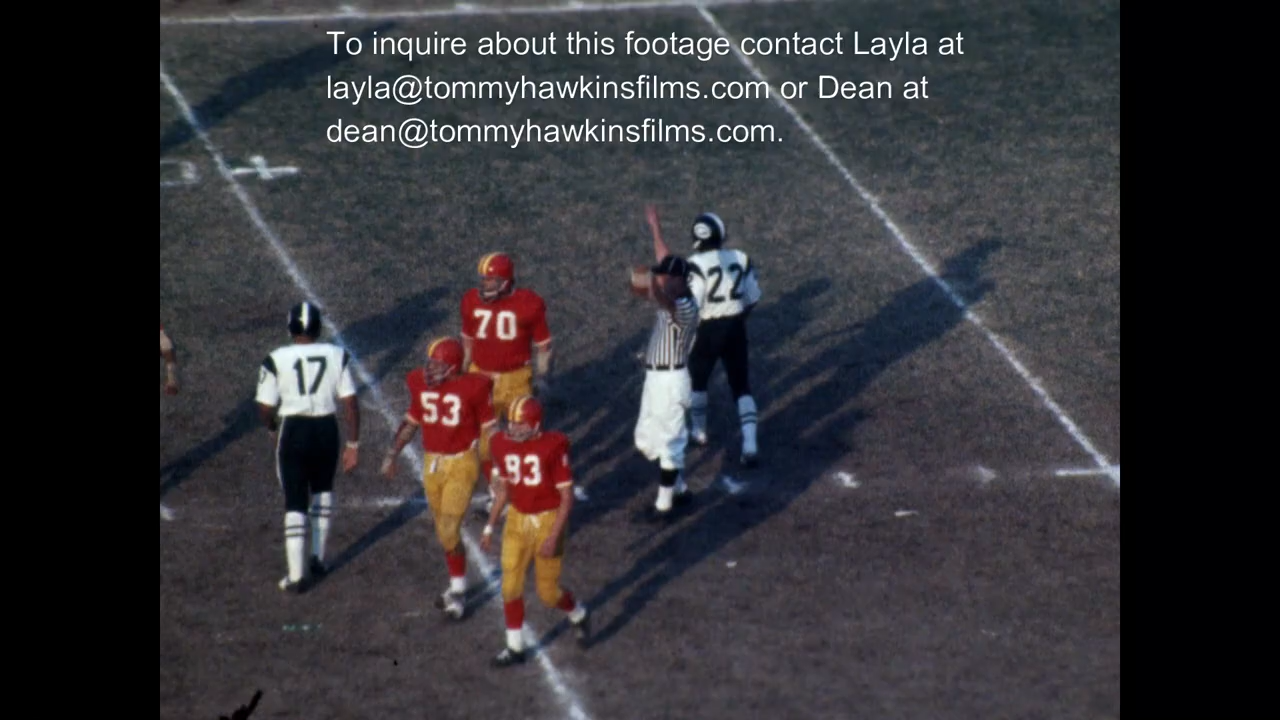 To inquire about this footage contact Layla at
layla@tommyhawkinsfilms.com or Dean at
dean@tommyhawkinsfilms.com.
22
70
17
53
93